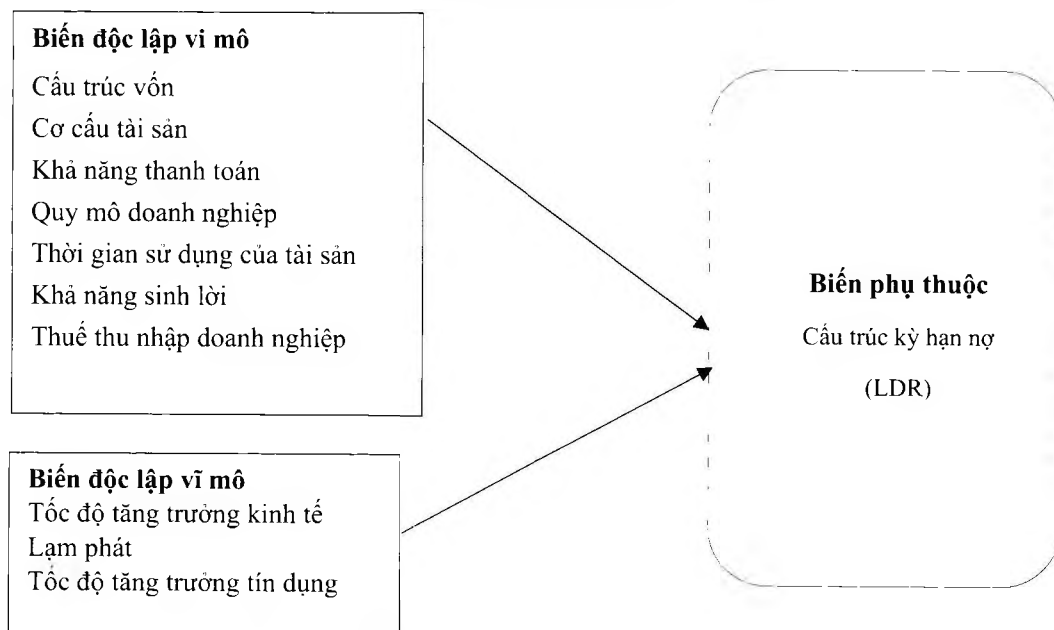 Biến độc lập vi mô
Cấu trúc vốn
Cơ cấu tài sản
Khả năng thanh toán
Quy mô doanh nghiệp
Thời gian sử dụng của tài sản
Khả năng sinh lời
Thuế thu nhập doanh nghiệp
Biến độc lập vĩ mô
Tốc độ tăng trưởng kinh tế
Lạm phát
Tốc độ tăng trưởng tín dụng
Biến phụ thuộc
Cấu trúc kỳ hạn nợ
(LDR)